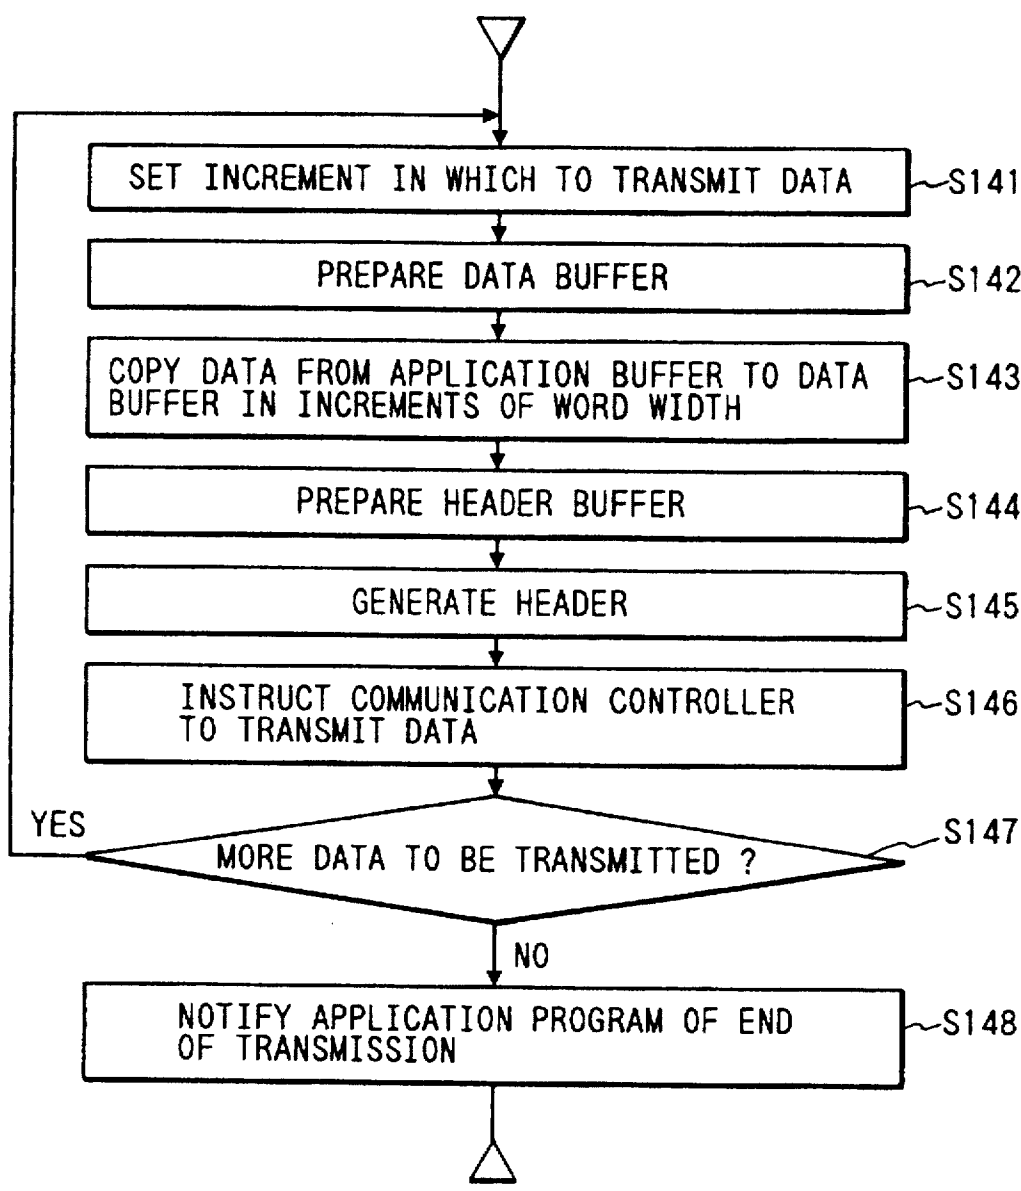 SET INCREMENT IN WHICH TO TRANSMIT DATA
S141
PREPARE DATA BUFFER
S142
COPY DATA FROM APPLICATION BUFFER TO DATA
BUFFER IN INCREMENTS OF WORD WIDTH
S143
PREPARE HEADER BUFFER
S144
GENERATE HEADER
S145
INSTRUCT COMMUNICATION CONTROLLER
TO TRANSMIT DATA
S146
YES
MORE DATA TO BE TRANSMITTED ?
S147
NO
NOTIFY APPLICATION PROGRAM OF END
OF TRANSMISSION
S148